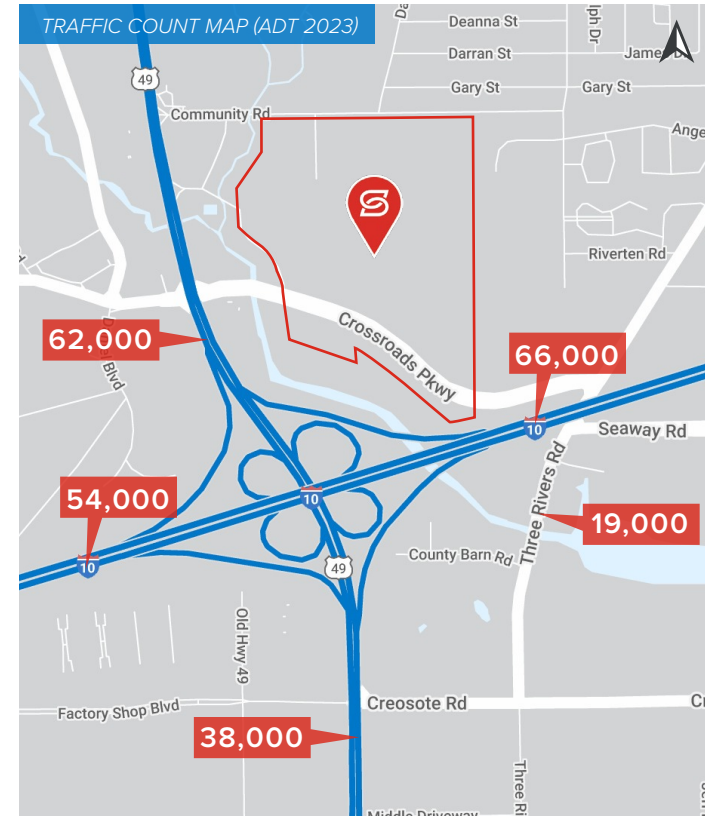 TRAFFIC COUNT MAP (ADT 2023)
Deanna St
Darran St
Gary St
Gary St
49
Community Rd
Riverten Rd
Crossroads Pkwy
62,000
66,000
10
Seaway Rd
54,000
10
10
Three Rivers Rd
19,000
County Barn Rd
49
Old Hwy 49
Factory Shop Blvd
Creosote Rd
38,000
Middle Driveway